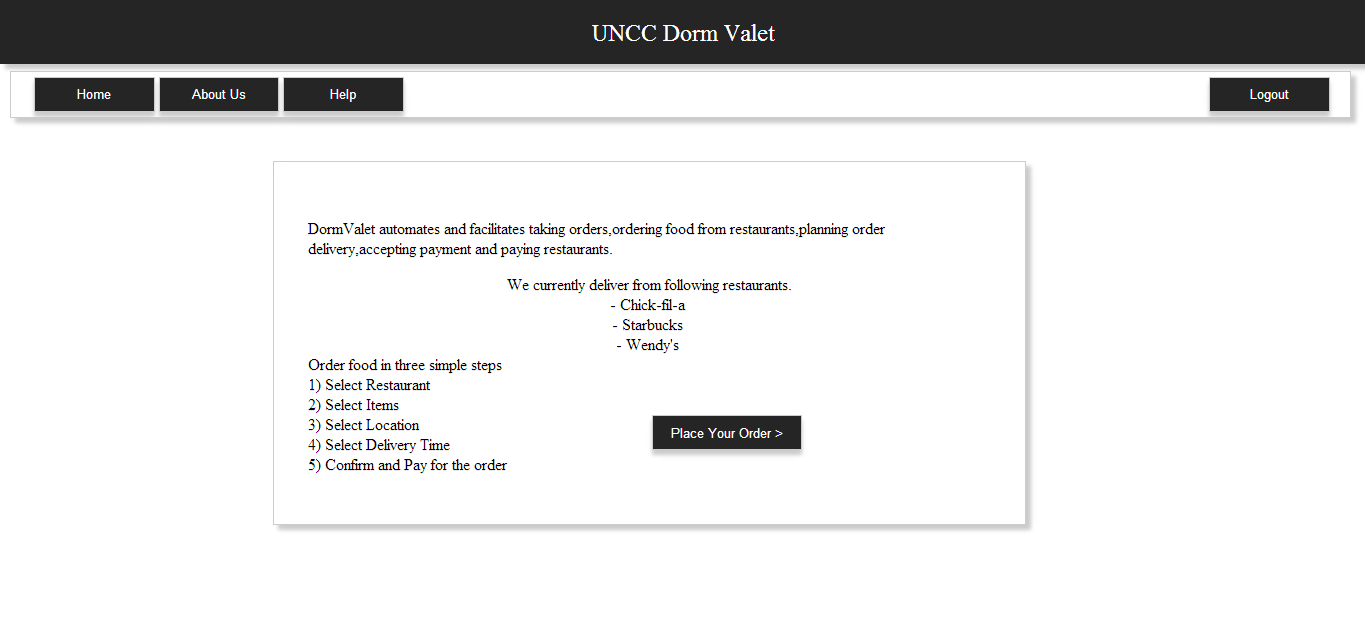 UNCC Dorm Valet
Home About Us Help Logout
DormValet automates and facilitates taking orders,ordering food from restaurants,planning order
delivery,accepting payment and paying restaurants.
We currently deliver from following restaurants.
- Chick-fil-a
- Starbucks
- Wendy's
Order food in three simple steps
1) Select Restaurant
2) Select Items
3) Select Location
4) Select Delivery Time
5) Confirm and Pay for the order
Place Your Order >